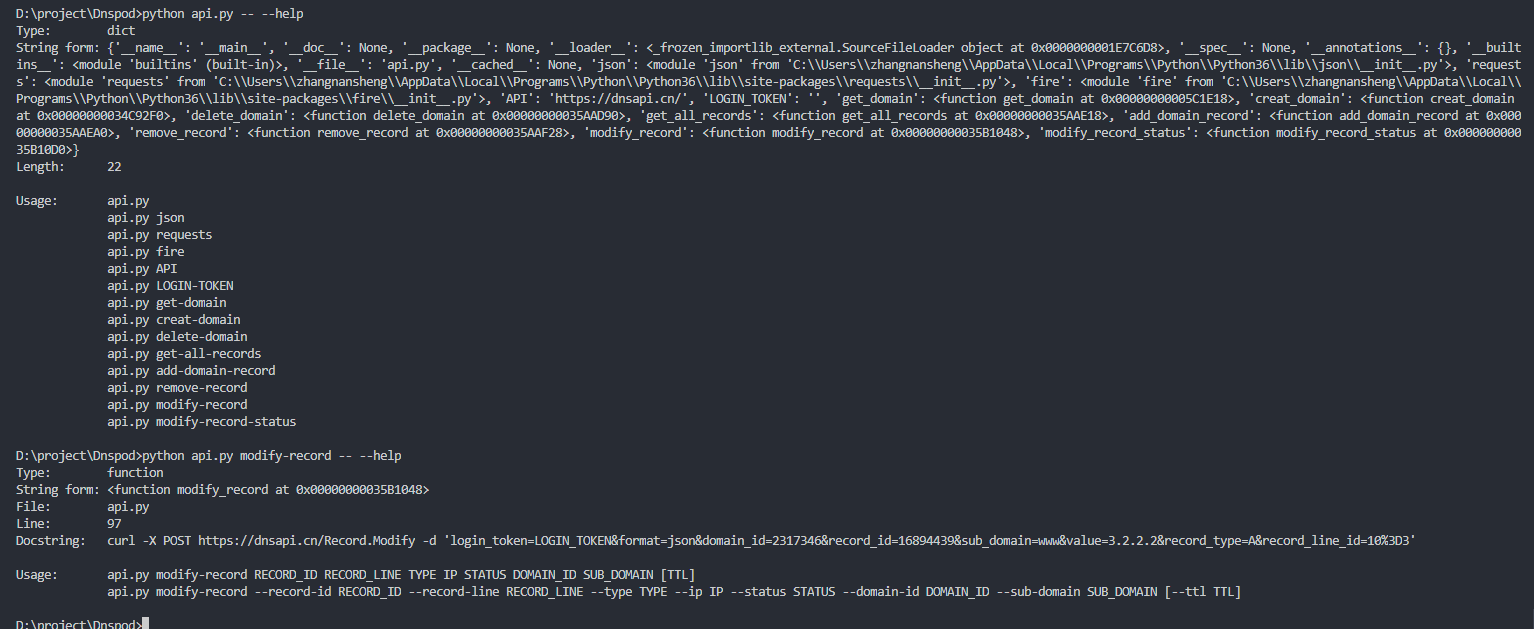 D:\project\Dnspod>python api.py -- --help
Type:       dict
String form: {'__name__': '__main__', '__doc__': None, '__package__': None, '__loader__': <_frozen_importlib_external.SourceFileLoader object at 0x0000000001E7C6D8>, '__spec__': None, '__annotations__': {}, '__built
ins__': <module 'builtins' (built-in)>, '__file__': 'api.py', '__cached__': None, 'json': <module 'json' from 'C:\\Users\\zhangnansheng\\AppData\\Local\\Programs\\Python\\Python36\\lib\\json\\__init__.py'>, 'request
s': <module 'requests' from 'C:\\Users\\zhangnansheng\\AppData\\Local\\Programs\\Python\\Python36\\lib\\site-packages\\requests\\__init__.py'>, 'fire': <module 'fire' from 'C:\\Users\\zhangnansheng\\AppData\\Local\\
Programs\\Python\\Python36\\lib\\site-packages\\fire\\__init__.py'>, 'API': 'https://dnsapi.cn/', 'LOGIN_TOKEN': '', 'get_domain': <function get_domain at 0x00000000005C1E18>, 'creat_domain': <function creat_domain
at 0x00000000034C92F0>, 'delete_domain': <function delete_domain at 0x00000000035AAD90>, 'get_all_records': <function get_all_records at 0x00000000035AAE18>, 'add_domain_record': <function add_domain_record at 0x000
00000035AAEA0>, 'remove_record': <function remove_record at 0x00000000035AAF28>, 'modify_record': <function modify_record at 0x00000000035B1048>, 'modify_record_status': <function modify_record_status at 0x000000000
35B10D0>}
Length:     22
Usage:      api.py
api.py json
api.py requests
api.py fire
api.py API
api.py LOGIN-TOKEN
api.py get-domain
api.py creat-domain
api.py delete-domain
api.py get-all-records
api.py add-domain-record
api.py remove-record
api.py modify-record
api.py modify-record-status
D:\project\Dnspod>python api.py modify-record -- --help
Type:       function
String form: <function modify_record at 0x00000000035B1048>
File:       api.py
Line:       97
Docstring:  curl -X POST https://dnsapi.cn/Record.Modify -d 'login_token=LOGIN_TOKEN&format=json&domain_id=2317346&record_id=16894439&sub_domain=www&value=3.2.2.2&record_type=A&record_line_id=10%3D3'
Usage:      api.py modify-record RECORD_ID RECORD_LINE TYPE IP STATUS DOMAIN_ID SUB_DOMAIN [TTL]
api.py modify-record --record-id RECORD_ID --record-line RECORD_LINE --type TYPE --ip IP --status STATUS --domain-id DOMAIN_ID --sub-domain SUB_DOMAIN [--ttl TTL]
D:\project\Dnspod>